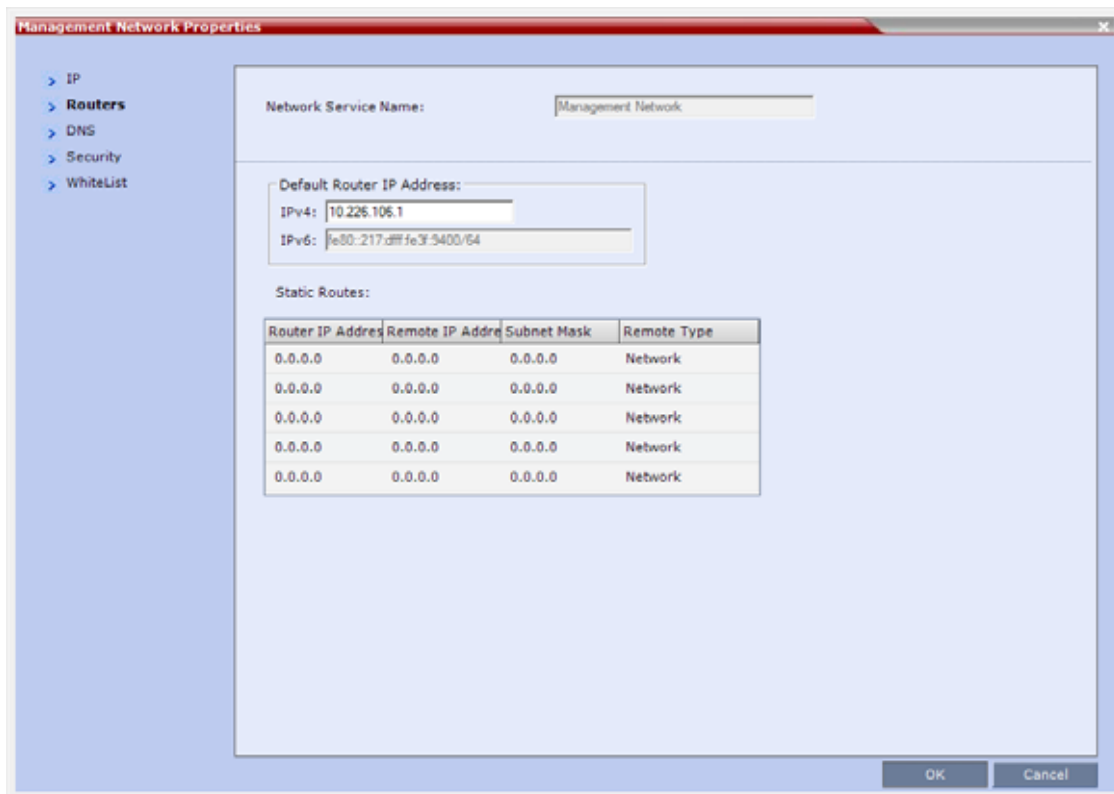 Management Network Properties
IP
Routers
DNS
Security
WhiteList
Network Service Name: Management Network
Default Router IP Address:
IPv4: 10.226.106.1
IPv6: fe80::217:dfff:fe3f:9400/64
Static Routes:
Router IP Addres Remote IP Addre Subnet Mask Remote Type
0.0.0.0 0.0.0.0 0.0.0.0 Network
0.0.0.0 0.0.0.0 0.0.0.0 Network
0.0.0.0 0.0.0.0 0.0.0.0 Network
0.0.0.0 0.0.0.0 0.0.0.0 Network
0.0.0.0 0.0.0.0 0.0.0.0 Network
OK Cancel